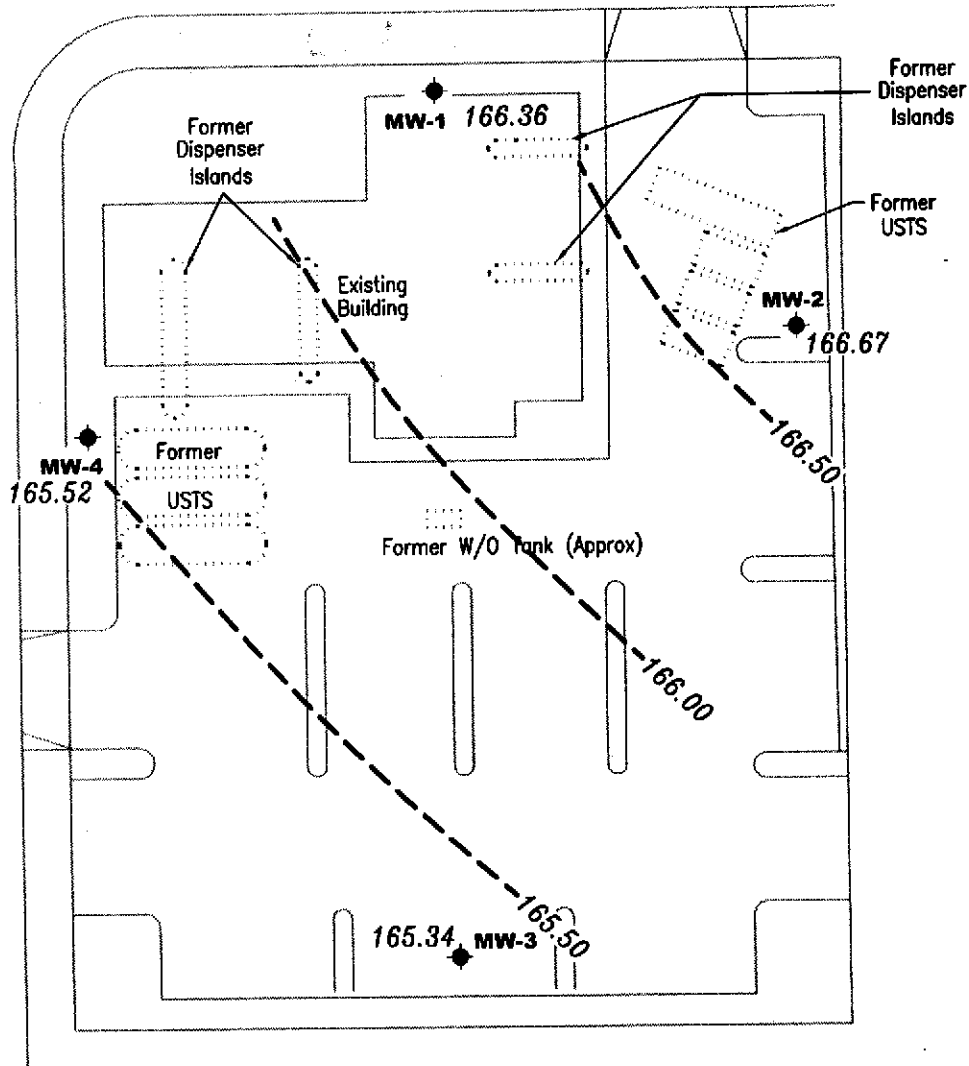 Former
Dispenser
Islands
MW-1 166.36
Former
Dispenser
Islands
Former
USTS
Existing
Building
MW-2
166.67
166.50
MW-4
165.52
Former
USTS
Former W/O Tank (Approx)
166.00
165.50
165.34 MW-3